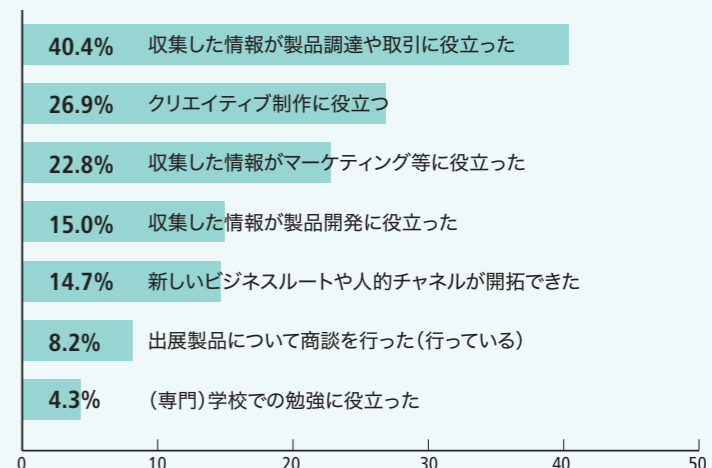 40.4% 収集した情報が製品調達や取引に役立った
26.9% クリエイティブ制作に役立つ
22.8% 収集した情報がマーケティング等に役立った
15.0% 収集した情報が製品開発に役立った
14.7% 新しいビジネスルートや人的チャネルが開拓できた
8.2% 出展製品について商談を行った(行っている)
4.3% (専門)学校での勉強に役立った
0 10 20 30 40 50